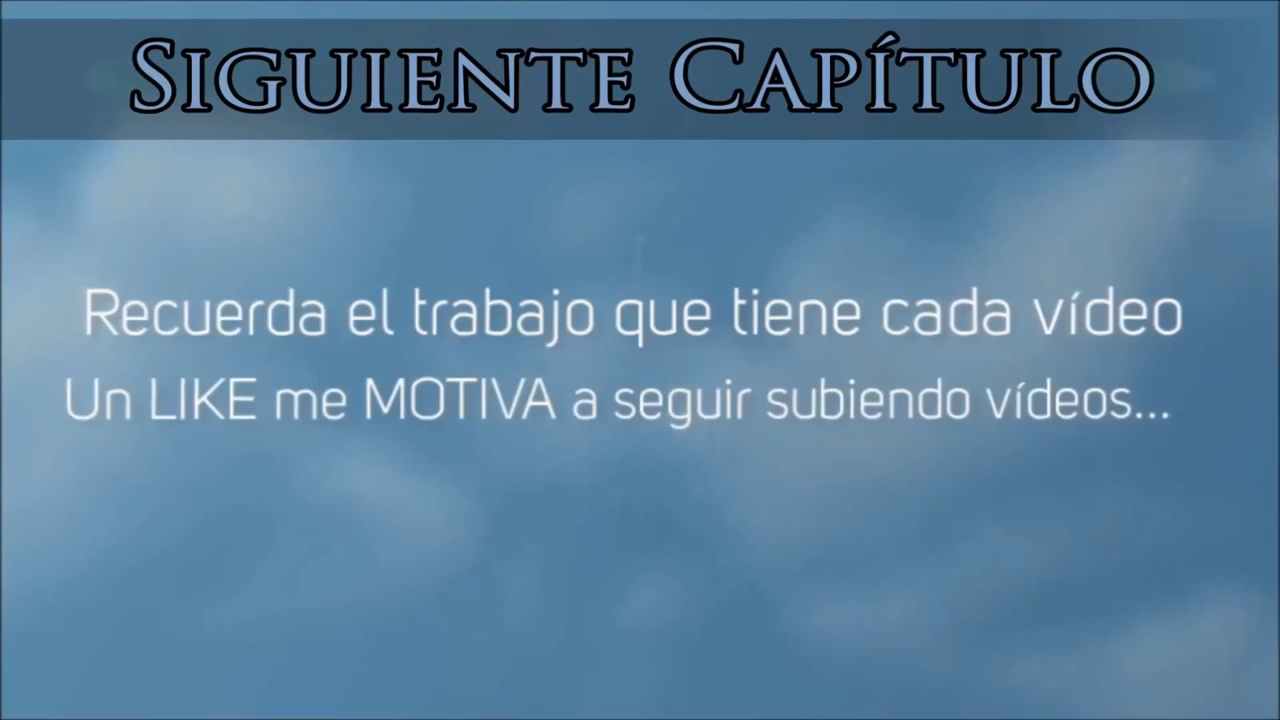 SIGUIENTE CAPÍTULO
Recuerda el trabajo que tiene cada vídeo
Un LIKE me MOTIVA a seguir subiendo vídeos...